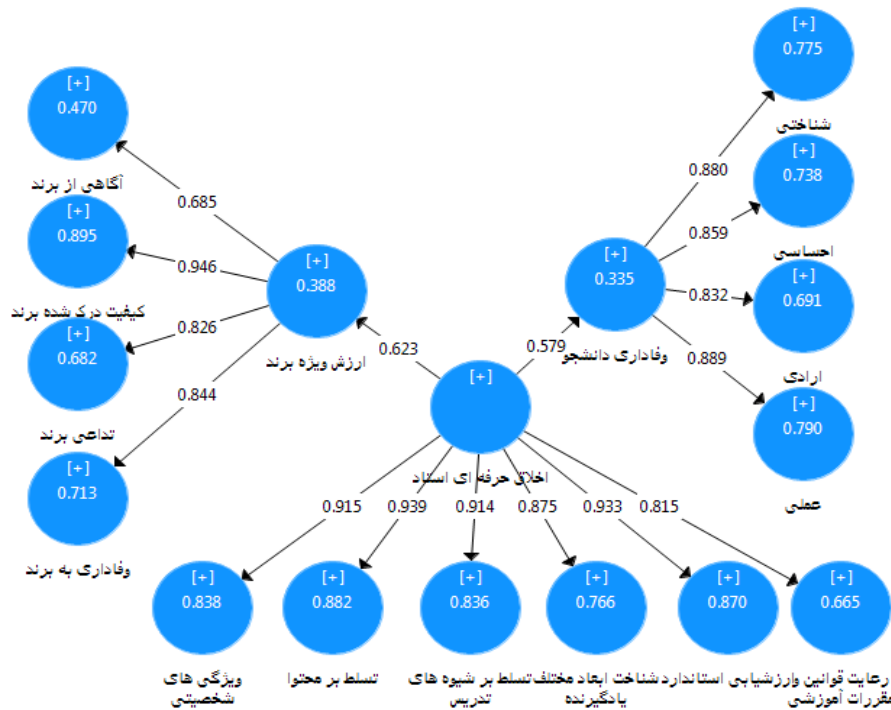 [+]
0.775
شناختی
[+]
0.470
آگاهی از برند
[+]
0.738
احساسی
0.880
0.859
0.685
[+]
0.895
کیفیت درک شده برند
0.946
[+]
0.388
ارزش ویژه برند
[+]
0.335
وفاداری دانشجو
0.832
[+]
0.691
ارادی
0.826
[+]
0.682
تداعی برند
0.623
0.579
0.889
0.844
[+]
اخلاق حرفه ای استاد
[+]
0.790
عملی
[+]
0.713
وفاداری به برند
0.915
0.939
0.914
0.875
0.933
0.815
[+]
0.838
ویژگی های
شخصیتی
[+]
0.882
تسلط بر محتوا
[+]
0.836
تسلط بر شیوه های
تدریس
[+]
0.766
شناخت ابعاد مختلف
یادگیرنده
[+]
0.870
ارزشیابی استاندارد
[+]
0.665
رعایت قوانین و
مقررات آموزشی